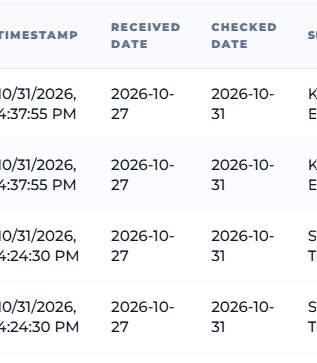 TIMESTAMP RECEIVED DATE CHECKED DATE
10/31/2026, 2026-10- 2026-10-
4:37:55 PM 27 31
10/31/2026, 2026-10- 2026-10-
4:37:55 PM 27 31
10/31/2026, 2026-10- 2026-10-
4:24:30 PM 27 31
10/31/2026, 2026-10- 2026-10-
4:24:30 PM 27 31